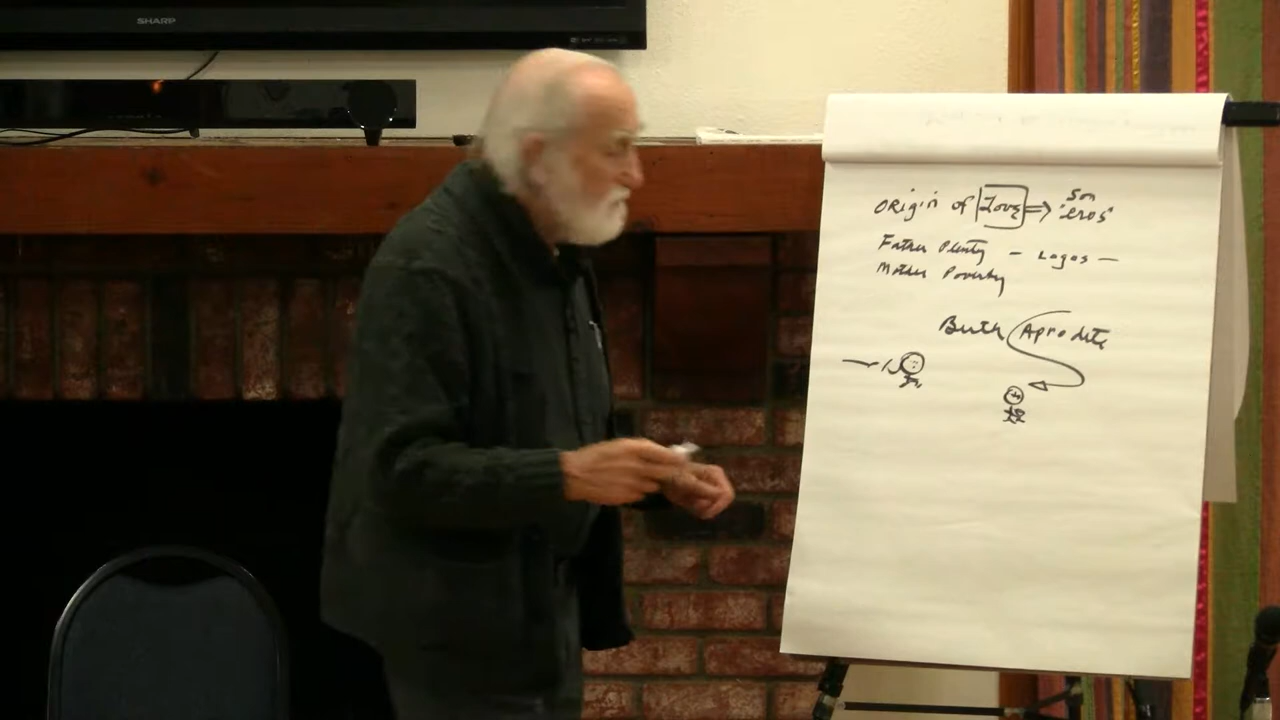 SHARP
Origin of Love => Son 'eros'
Father Plenty - Logos -
Mother Poverty
Birth Aprodite